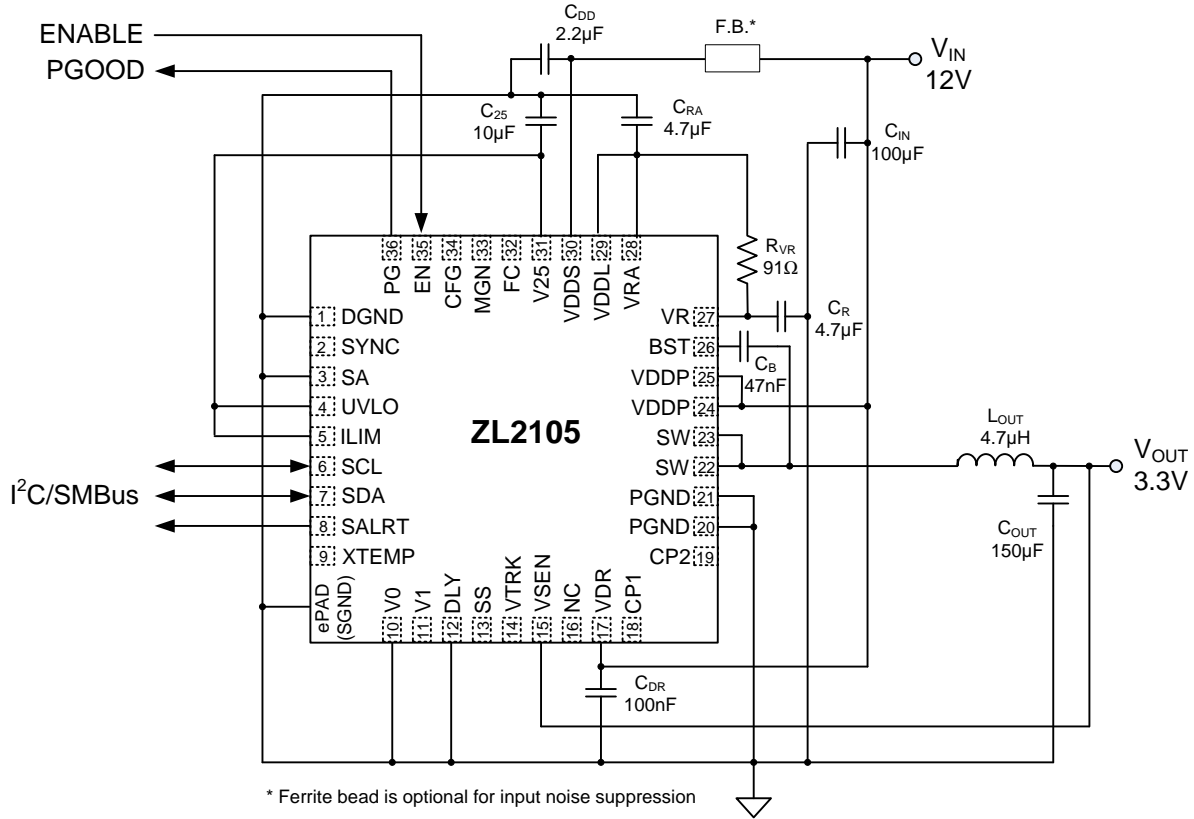 ENABLE
PGOOD
C_DD
2.2µF
F.B.*
V_IN
12V
C_25
10µF
C_RA
4.7µF
C_IN
100µF
R_VR
91Ω
C_R
4.7µF
C_B
47nF
36 PG
35 EN
34 CFG
33 MGN
32 FC
31 V25
30 VDDS
29 VDDL
28 VRA
1 DGND
2 SYNC
3 SA
4 UVLO
5 ILIM
6 SCL
7 SDA
8 SALRT
9 XTEMP
ePAD
(SGND)
I²C/SMBus
ZL2105
VR 27
BST 26
VDDP 25
VDDP 24
SW 23
SW 22
PGND 21
PGND 20
CP2 19
L_OUT
4.7µH
V_OUT
3.3V
C_OUT
150µF
10 V0
11 V1
12 DLY
13 SS
14 VTRK
15 VSEN
16 NC
17 VDR
18 CP1
C_DR
100nF
* Ferrite bead is optional for input noise suppression